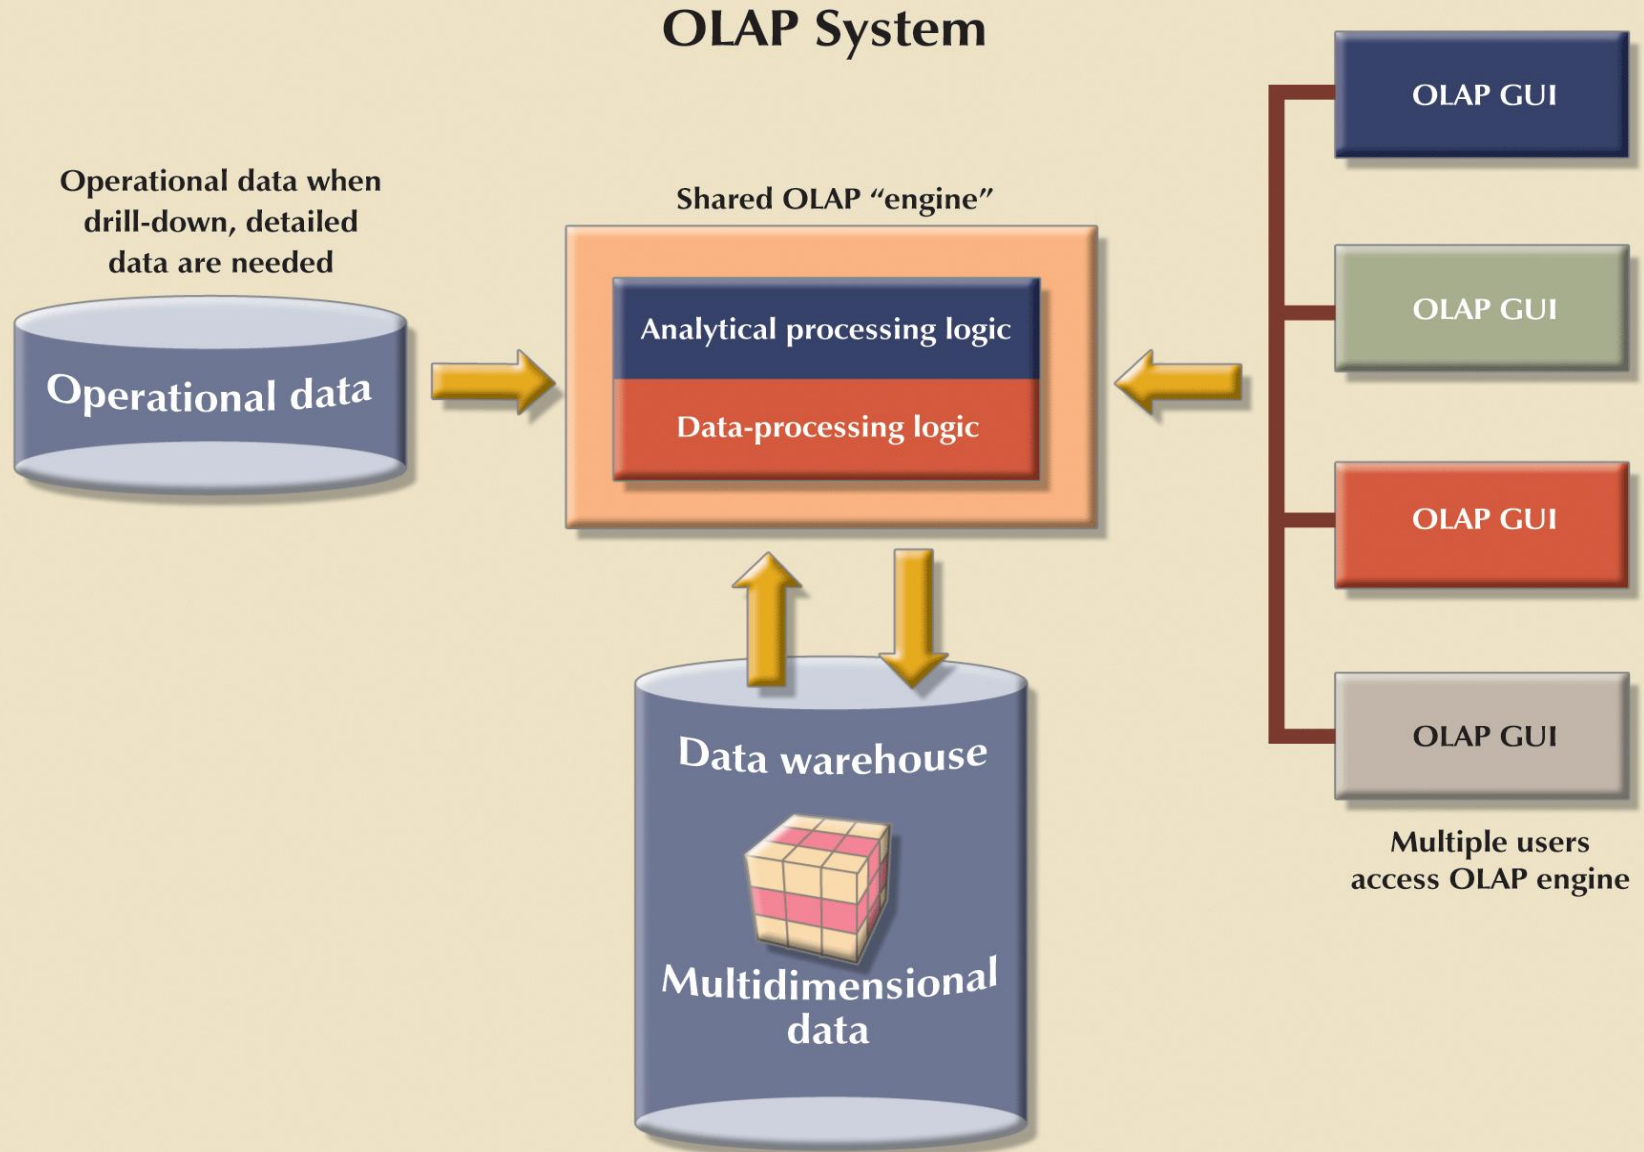 OLAP System
Operational data when
drill-down, detailed
data are needed
Operational data
Shared OLAP “engine”
Analytical processing logic
Data-processing logic
Data warehouse
Multidimensional
data
OLAP GUI
OLAP GUI
OLAP GUI
OLAP GUI
Multiple users
access OLAP engine